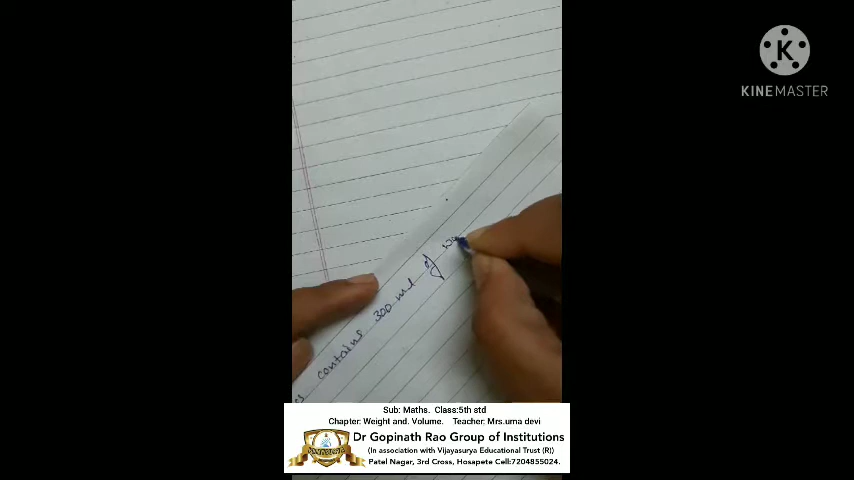 contains 300 ml of
KINEMASTER
Sub: Maths. Class:5th std
Chapter: Weight and. Volume. Teacher: Mrs.uma devi
Dr Gopinath Rao Group of Institutions
(In association with Vijayasurya Educational Trust (R))
Patel Nagar, 3rd Cross, Hosapete Cell:7204855024.